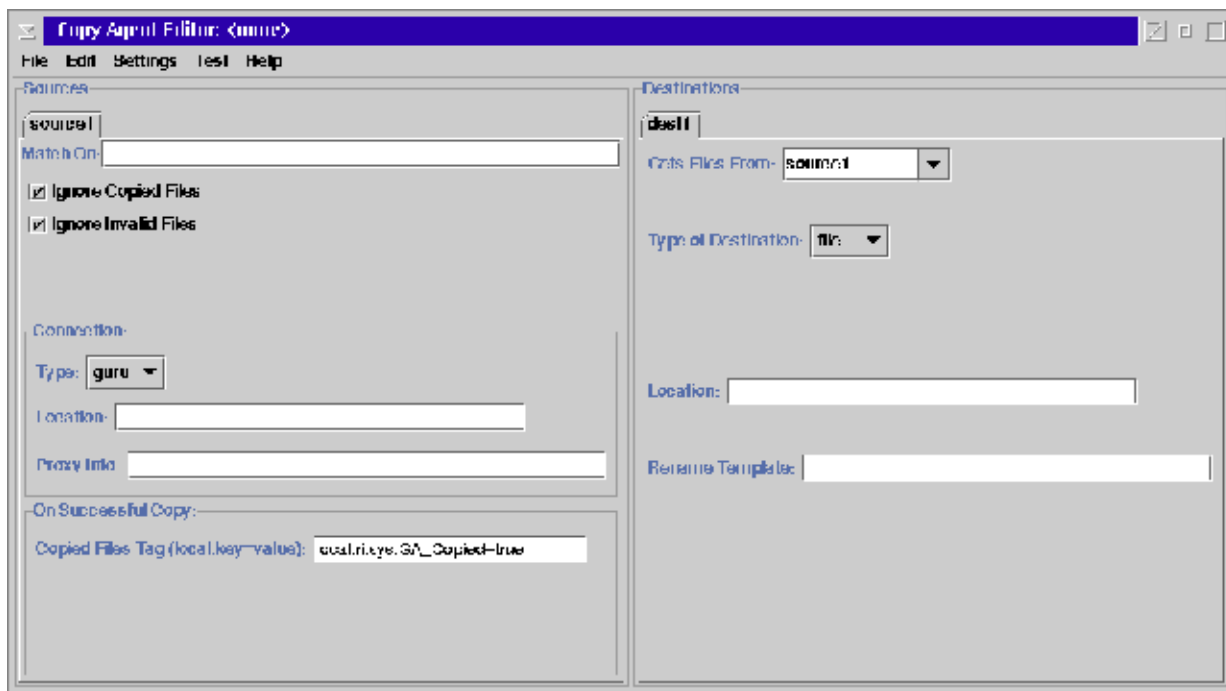 Copy Agent Editor: <none>
File Edit Settings Test Help
Sources
source1
Match On:
Ignore Copied Files
Ignore Invalid Files
Connection:
Type: guru
Location:
Proxy Info
On Successful Copy:
Copied Files Tag (local.key=value):
Destinations
dest1
Gets Files From: source1
Type of Destination: file
Location:
Rename Template: